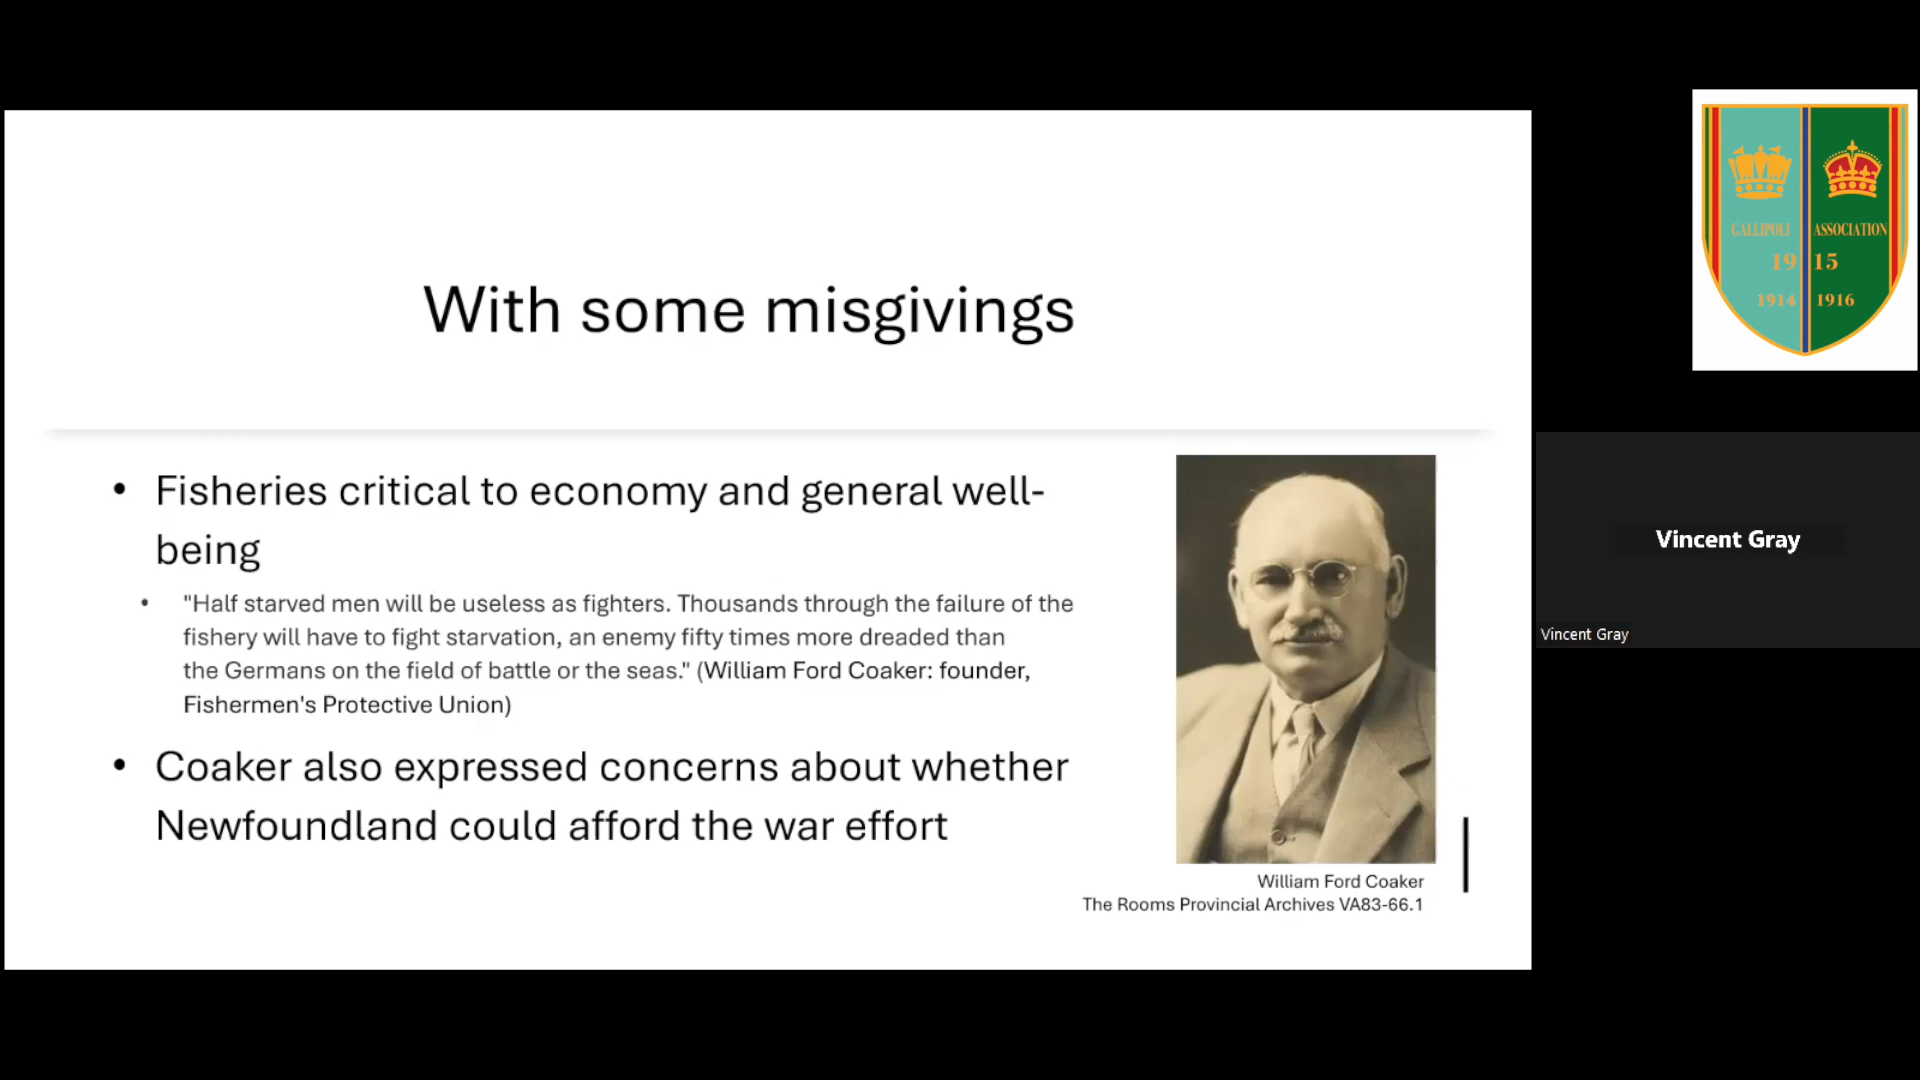 With some misgivings
• Fisheries critical to economy and general well-
being
• "Half starved men will be useless as fighters. Thousands through the failure of the
fishery will have to fight starvation, an enemy fifty times more dreaded than
the Germans on the field of battle or the seas." (William Ford Coaker: founder,
Fishermen's Protective Union)
• Coaker also expressed concerns about whether
Newfoundland could afford the war effort
William Ford Coaker
The Rooms Provincial Archives VA83-66.1
GALLIPOLI ASSOCIATION
19 15
1914 1916
Vincent Gray
Vincent Gray